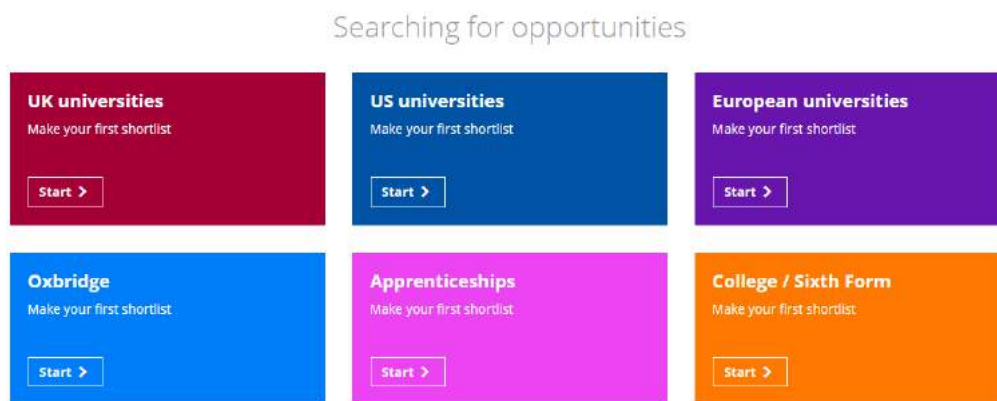 Searching for opportunities
UK universities
Make your first shortlist
Start >
US universities
Make your first shortlist
Start >
European universities
Make your first shortlist
Start >
Oxbridge
Make your first shortlist
Start >
Apprenticeships
Make your first shortlist
Start >
College / Sixth Form
Make your first shortlist
Start >